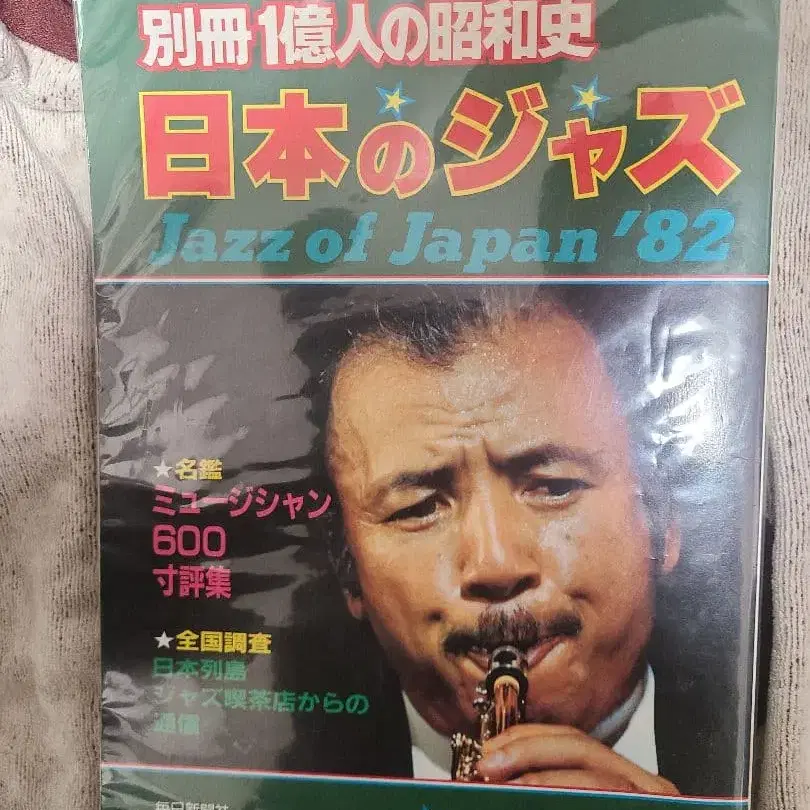 別冊1億人の昭和史
日本のジャズ
Jazz of Japan '82
★名鑑
ミュージシャン
600
寸評集
★全国調査
日本列島
ジャズ喫茶店からの
通信
毎日新聞社